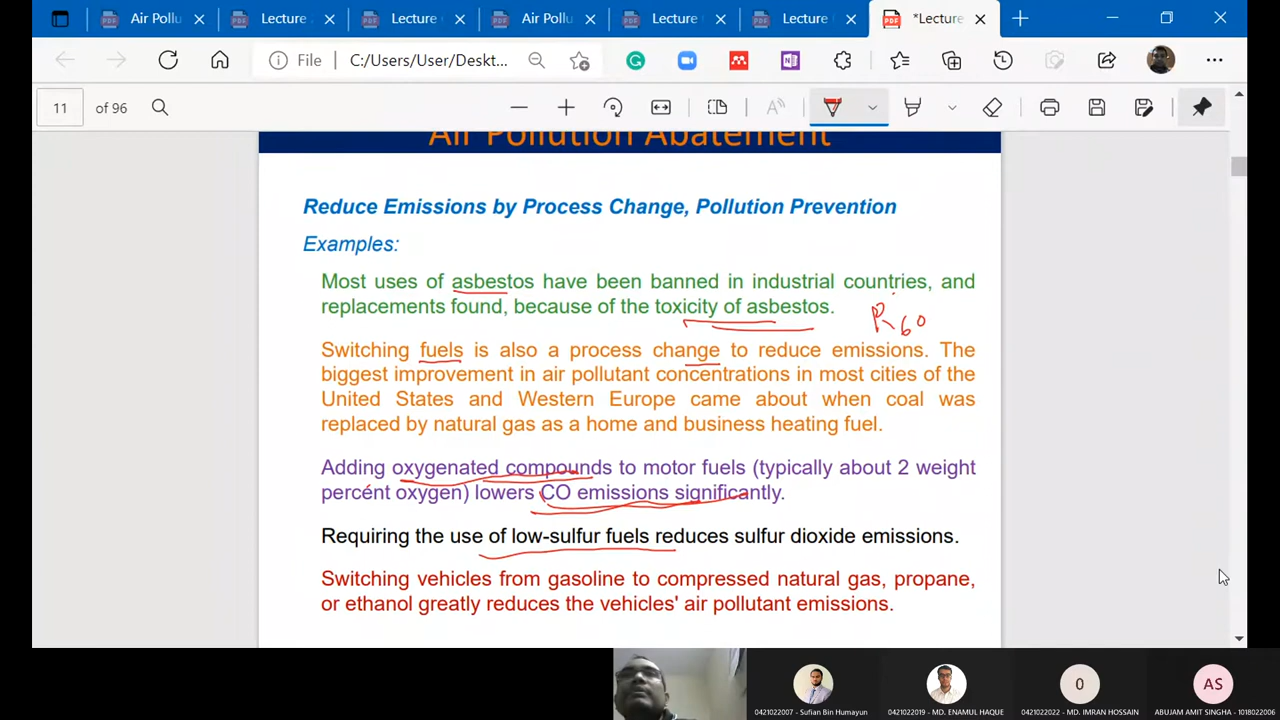 Air Pollu
Lecture
Lecture
Air Pollu
Lecture
Lecture
*Lecture
File
C:/Users/User/Deskt...
11
of 96
Air Pollution Abatement
Reduce Emissions by Process Change, Pollution Prevention
Examples:
Most uses of asbestos have been banned in industrial countries, and
replacements found, because of the toxicity of asbestos.
R60
Switching fuels is also a process change to reduce emissions. The
biggest improvement in air pollutant concentrations in most cities of the
United States and Western Europe came about when coal was
replaced by natural gas as a home and business heating fuel.
Adding oxygenated compounds to motor fuels (typically about 2 weight
percent oxygen) lowers CO emissions significantly.
Requiring the use of low-sulfur fuels reduces sulfur dioxide emissions.
Switching vehicles from gasoline to compressed natural gas, propane,
or ethanol greatly reduces the vehicles' air pollutant emissions.
0
AS
0421022007 - Sufian Bin Humayun
0421022019 - MD. ENAMUL HAQUE
0421022022 - MD. IMRAN HOSSAIN
ABUJAM AMIT SINGHA - 1018022006